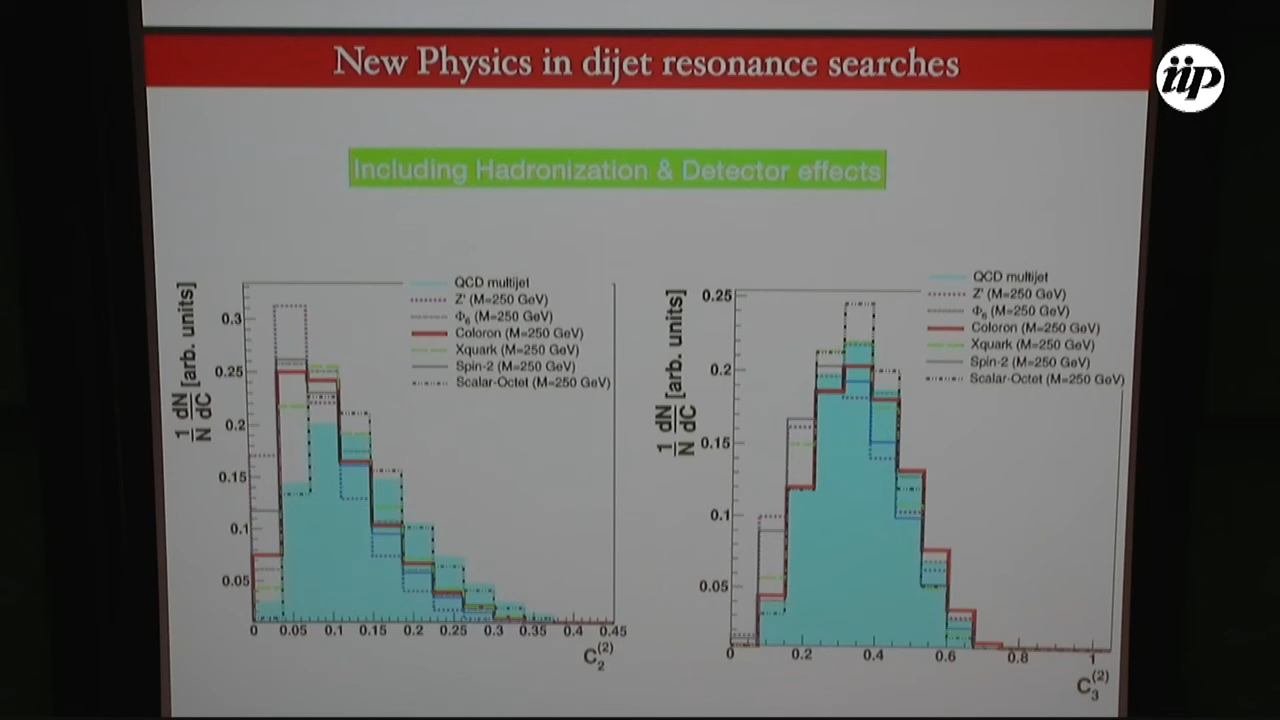 New Physics in dijet resonance searches
iip
Including Hadronization & Detector effects
1/N dN/dC [arb. units]
0.3
0.25
0.2
0.15
0.1
0.05
QCD multijet
Z' (M=250 GeV)
Φ6 (M=250 GeV)
Coloron (M=250 GeV)
Xquark (M=250 GeV)
Spin-2 (M=250 GeV)
Scalar-Octet (M=250 GeV)
0 0.05 0.1 0.15 0.2 0.25 0.3 0.35 0.4 0.45
C2(2)
1/N dN/dC [arb. units]
0.25
0.2
0.15
0.1
0.05
QCD multijet
Z' (M=250 GeV)
Φ6 (M=250 GeV)
Coloron (M=250 GeV)
Xquark (M=250 GeV)
Spin-2 (M=250 GeV)
Scalar-Octet (M=250 GeV)
0 0.2 0.4 0.6 0.8 1
C3(2)